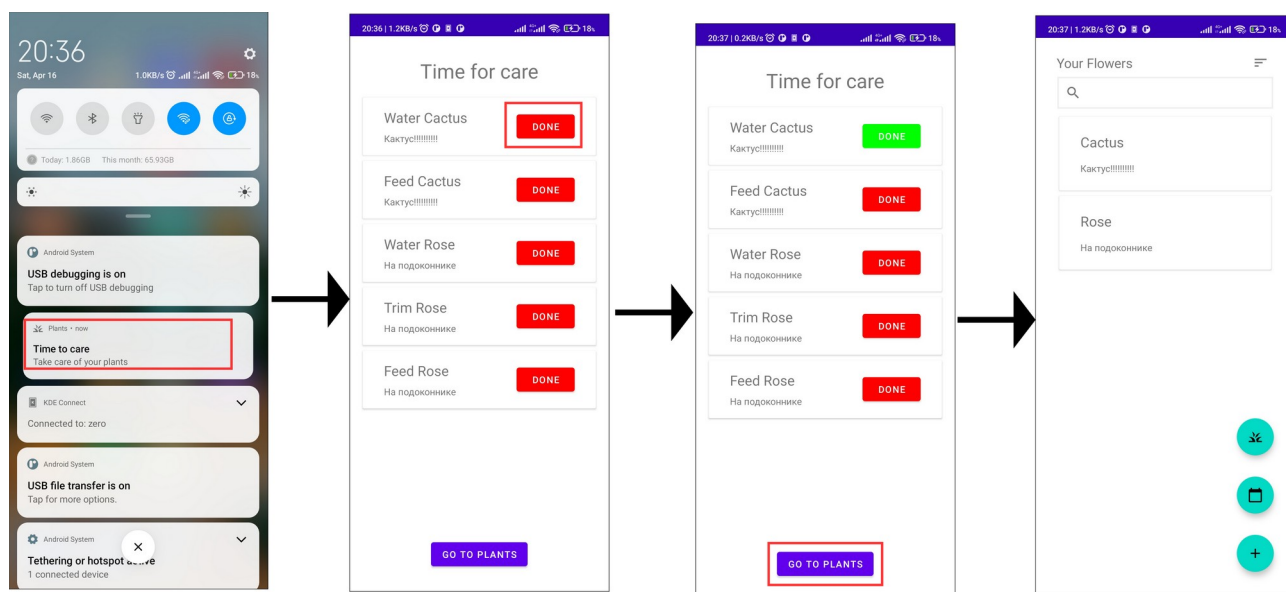 20:36
Sat, Apr 16
1.0KB/s
18%
Today: 1.86GB This month: 65.93GB
Android System
USB debugging is on
Tap to turn off USB debugging
Plants • now
Time to care
Take care of your plants
KDE Connect
Connected to: zero
Android System
USB file transfer is on
Tap for more options.
Android System
Tethering or hotspot
1 connected device
20:36 | 1.2KB/s
18%
Time for care
Water Cactus
Кактус!!!!!!!!!!
DONE
Feed Cactus
Кактус!!!!!!!!!!
DONE
Water Rose
На подоконнике
DONE
Trim Rose
На подоконнике
DONE
Feed Rose
На подоконнике
DONE
GO TO PLANTS
20:37 | 0.2KB/s
18%
Time for care
Water Cactus
Кактус!!!!!!!!!!
DONE
Feed Cactus
Кактус!!!!!!!!!!
DONE
Water Rose
На подоконнике
DONE
Trim Rose
На подоконнике
DONE
Feed Rose
На подоконнике
DONE
GO TO PLANTS
20:37 | 1.2KB/s
18%
Your Flowers
Cactus
Кактус!!!!!!!!!!
Rose
На подоконнике